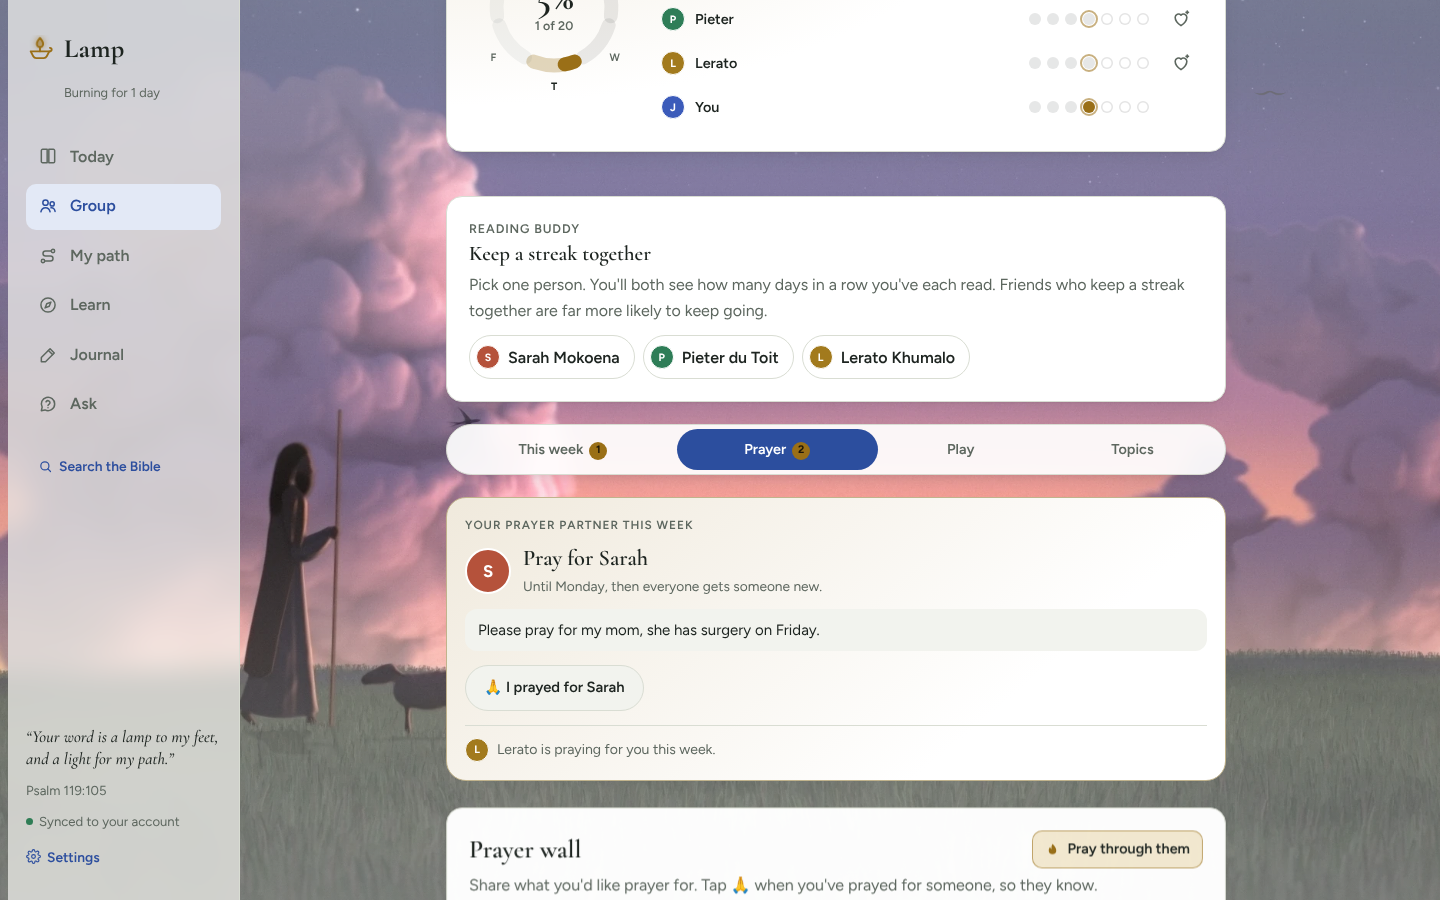 Lamp
Burning for 1 day
Today
Group
My path
Learn
Journal
Ask
Search the Bible
“Your word is a lamp to my feet,
and a light for my path.”
Psalm 119:105
Synced to your account
Settings
5%
1 of 20
F
W
T
P Pieter
L Lerato
J You
READING BUDDY
Keep a streak together
Pick one person. You'll both see how many days in a row you've each read. Friends who keep a streak
together are far more likely to keep going.
S Sarah Mokoena P Pieter du Toit L Lerato Khumalo
This week 1 Prayer 2 Play Topics
YOUR PRAYER PARTNER THIS WEEK
S
Pray for Sarah
Until Monday, then everyone gets someone new.
Please pray for my mom, she has surgery on Friday.
🙏 I prayed for Sarah
L Lerato is praying for you this week.
Prayer wall
Pray through them
Share what you'd like prayer for. Tap 🙏 when you've prayed for someone, so they know.